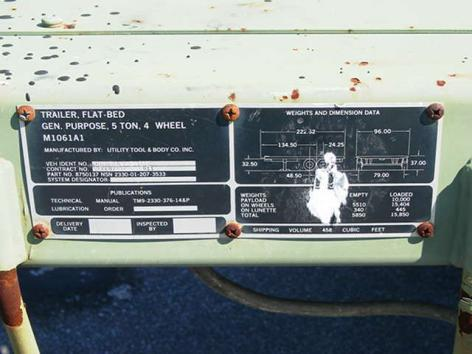 TRAILER, FLAT-BED
GEN. PURPOSE, 5 TON, 4 WHEEL
M1061A1
MANUFACTURED BY: UTILITY TOOL & BODY CO. INC.
VEH IDENT NO.
CONTRACT NO.
PART NO. 8750137 NSN 2330-01-207-3533
SYSTEM DESIGNATOR
PUBLICATIONS
TECHNICAL MANUAL TM9-2330-376-14&P
LUBRICATION ORDER
DELIVERY DATE
INSPECTED BY
WEIGHTS AND DIMENSION DATA
222.52 96.00
134.50 24.25
32.50 37.00
48.50 79.00
WEIGHTS EMPTY LOADED
PAYLOAD 10,000
ON WHEELS 5510 15,404
ON LUNETTE 340 445
TOTAL 5850 15,850
SHIPPING VOLUME 458 CUBIC FEET